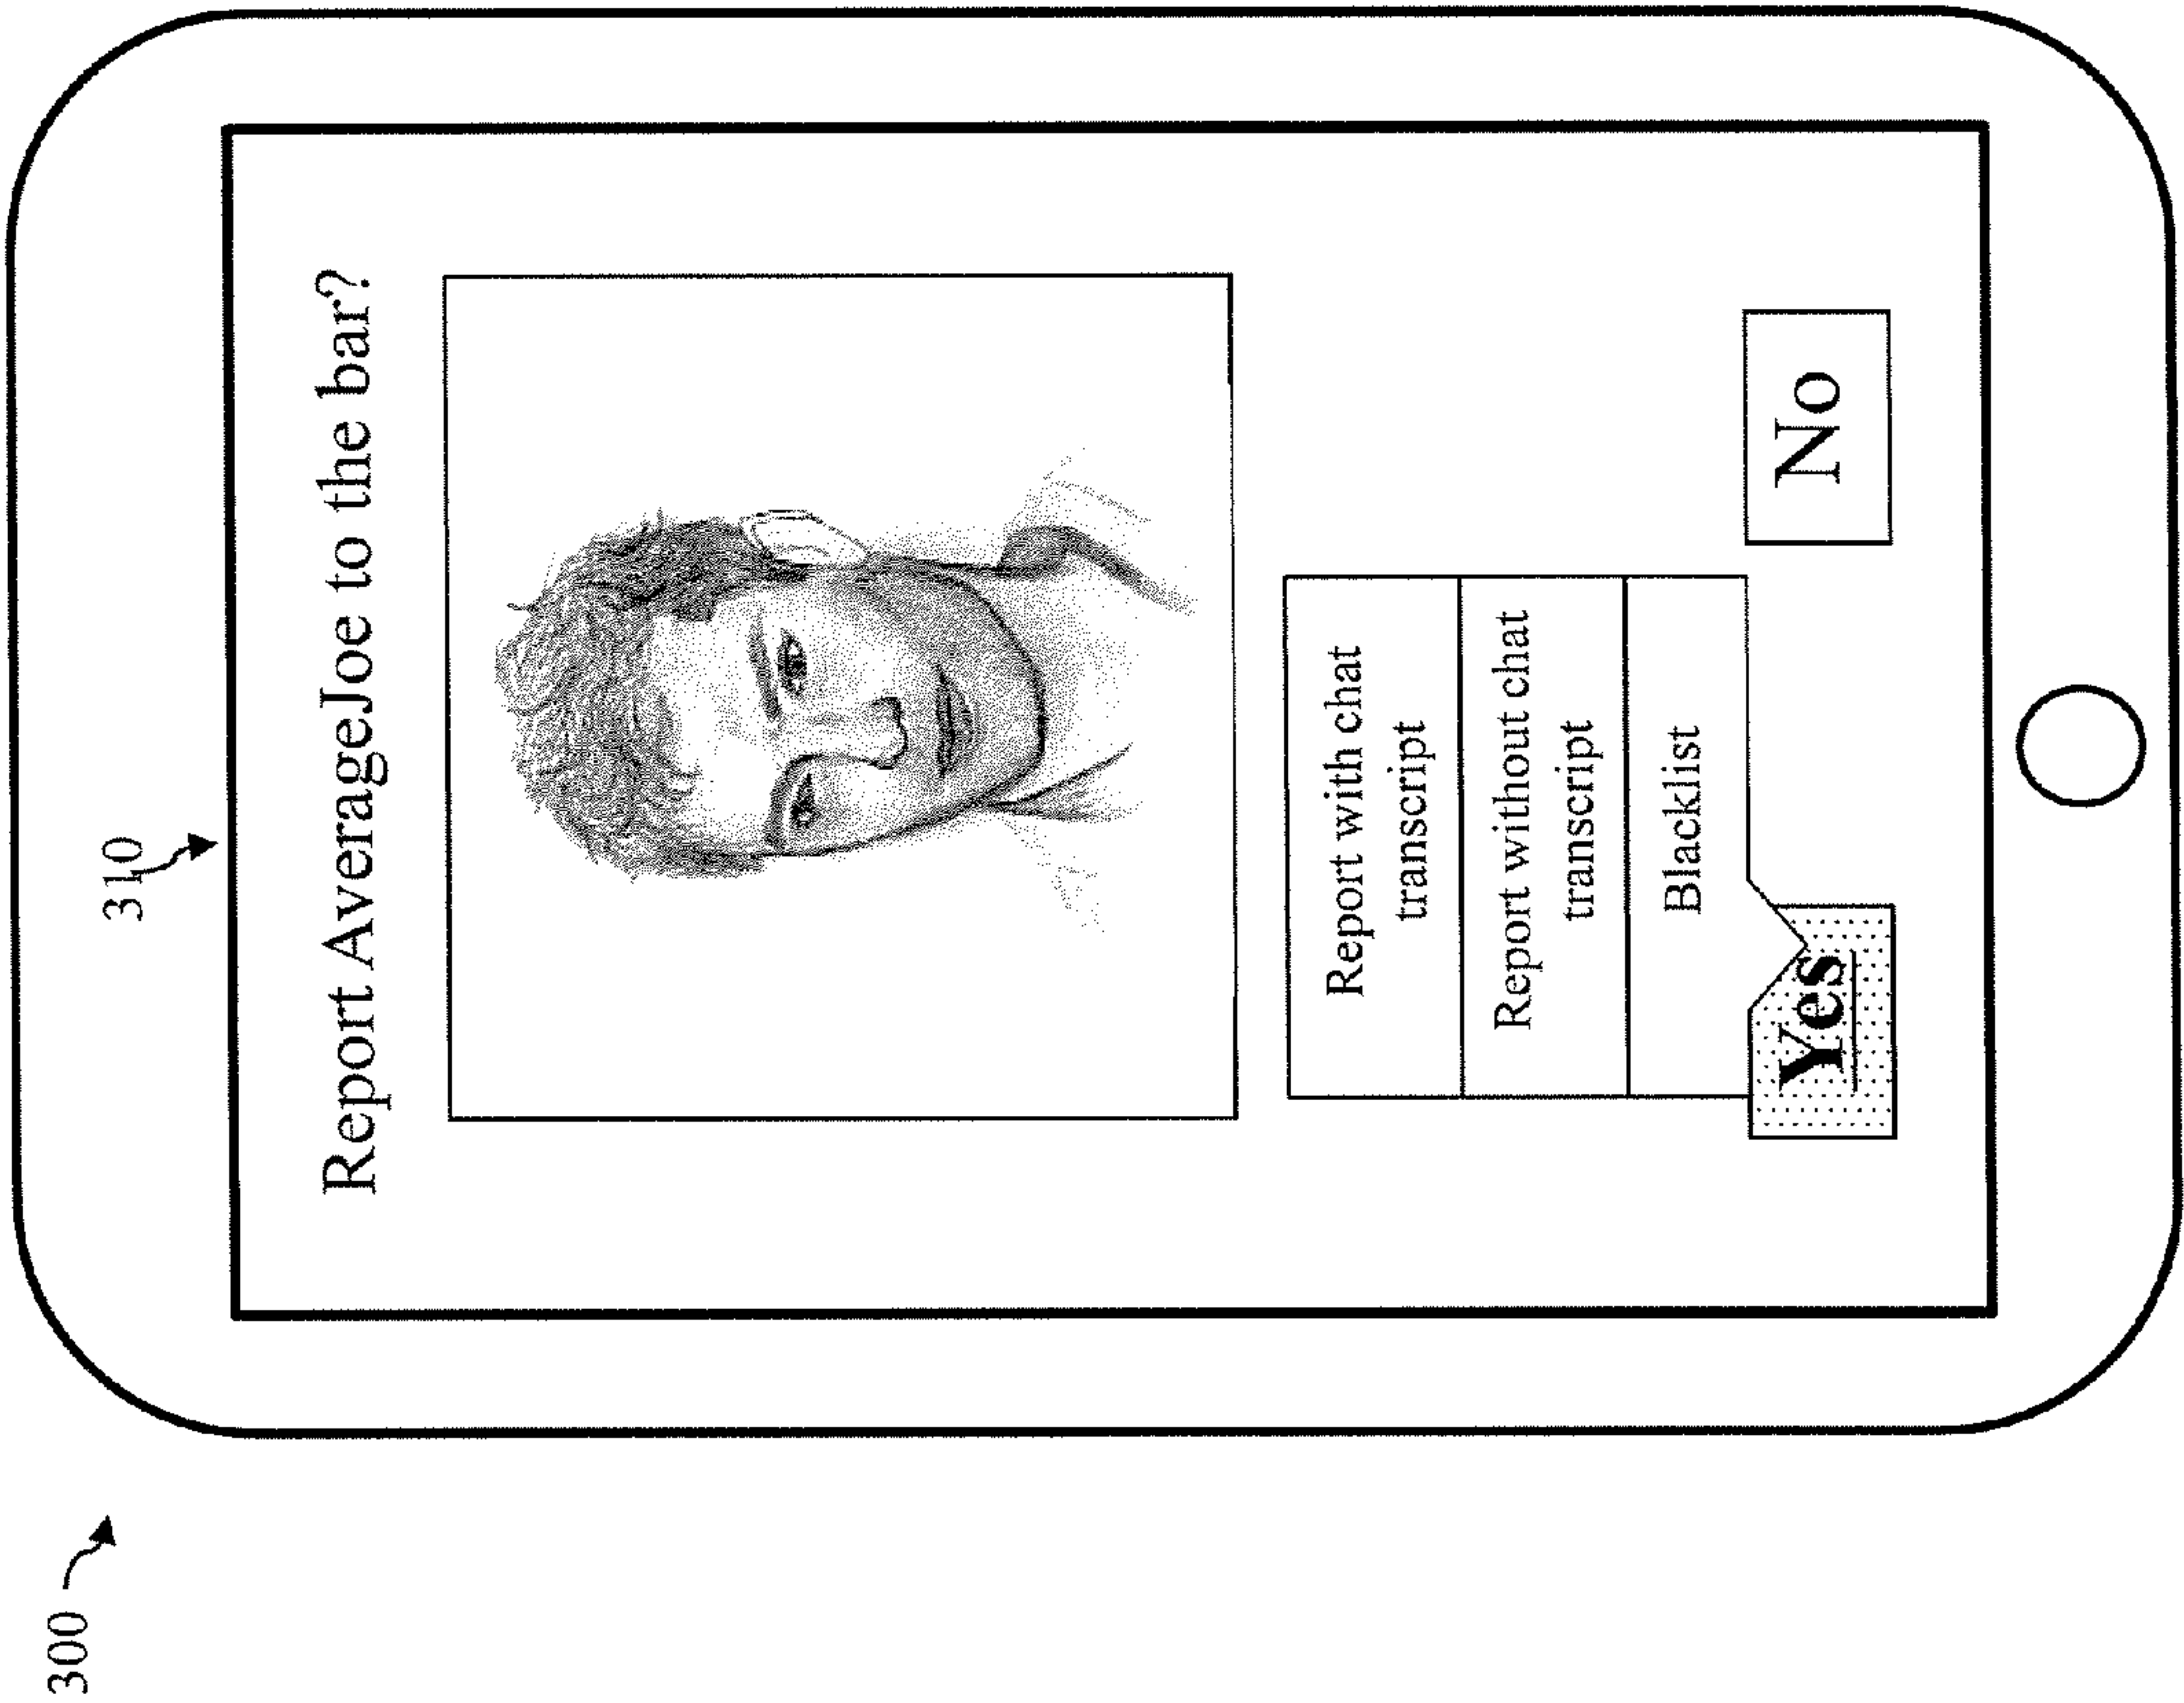 300
310
Report AverageJoe to the bar?
Report with chat
transcript
Report without chat
transcript
Blacklist
Yes
No